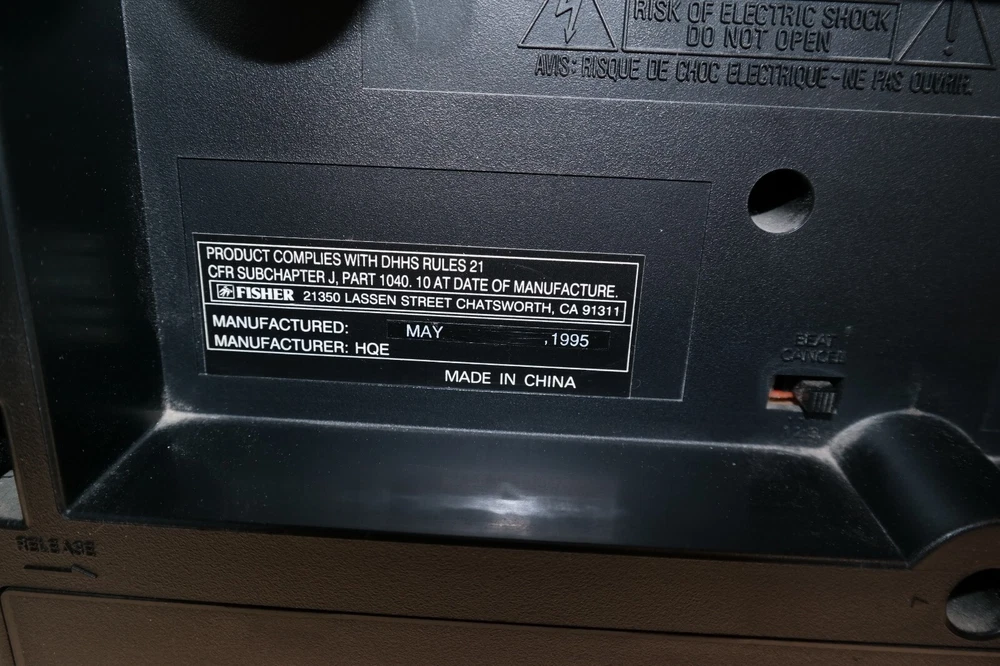 RISK OF ELECTRIC SHOCK
DO NOT OPEN
AVIS: RISQUE DE CHOC ELECTRIQUE-NE PAS OUVRIR.
PRODUCT COMPLIES WITH DHHS RULES 21
CFR SUBCHAPTER J, PART 1040. 10 AT DATE OF MANUFACTURE.
FISHER 21350 LASSEN STREET CHATSWORTH, CA 91311
MANUFACTURED: MAY ,1995
MANUFACTURER: HQE
MADE IN CHINA
BEAT
CANCEL
RELEASE